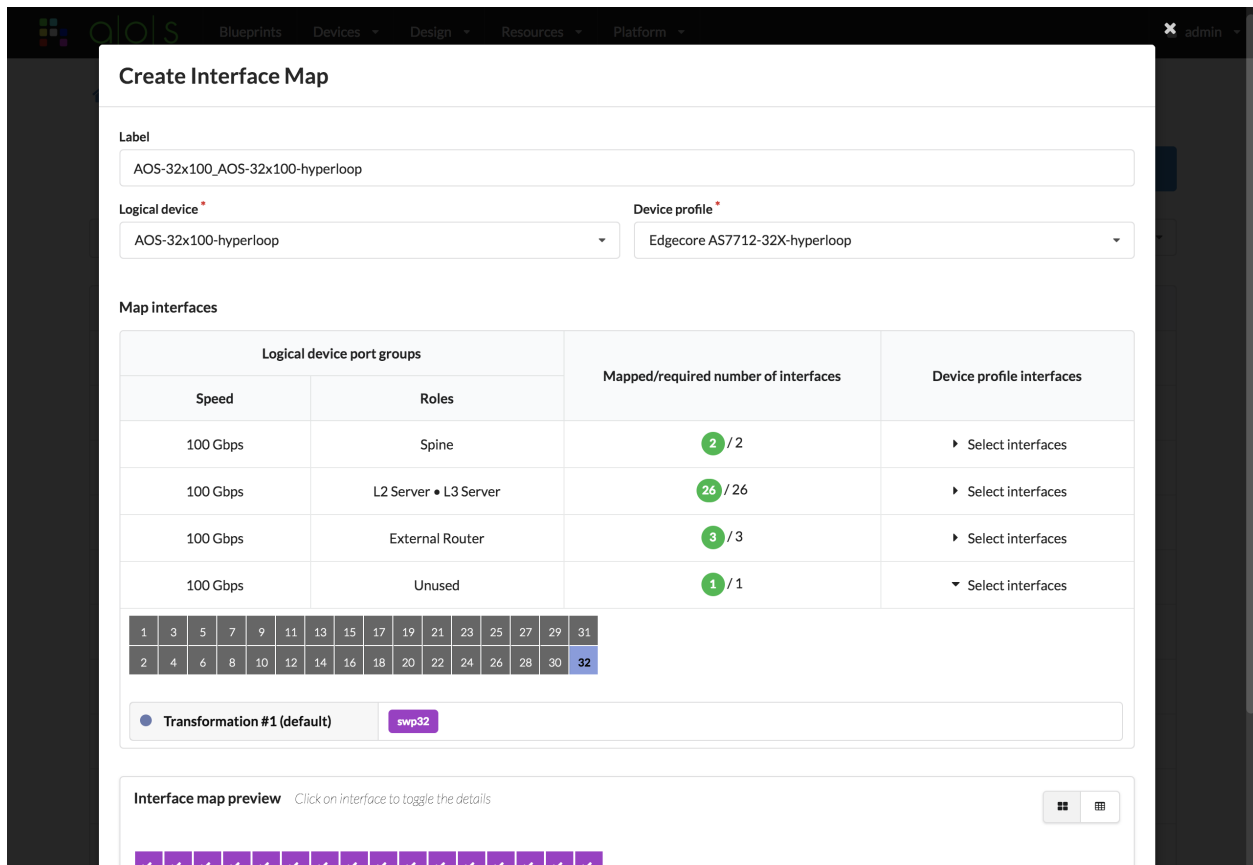 aos Blueprints Devices Design Resources Platform admin
Create Interface Map
Label
AOS-32x100_AOS-32x100-hyperloop
Logical device * Device profile *
AOS-32x100-hyperloop Edgecore AS7712-32X-hyperloop
Map interfaces
Logical device port groups Mapped/required number of interfaces Device profile interfaces
Speed Roles
100 Gbps Spine 2 / 2 Select interfaces
100 Gbps L2 Server • L3 Server 26 / 26 Select interfaces
100 Gbps External Router 3 / 3 Select interfaces
100 Gbps Unused 1 / 1 Select interfaces
1 3 5 7 9 11 13 15 17 19 21 23 25 27 29 31
2 4 6 8 10 12 14 16 18 20 22 24 26 28 30 32
Transformation #1 (default) swp32
Interface map preview Click on interface to toggle the details